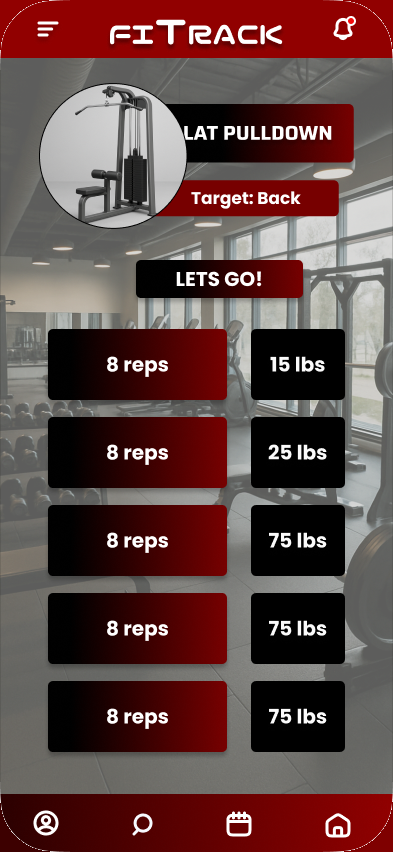 FITRACK
LAT PULLDOWN
Target: Back
LETS GO!
8 reps 15 lbs
8 reps 25 lbs
8 reps 75 lbs
8 reps 75 lbs
8 reps 75 lbs